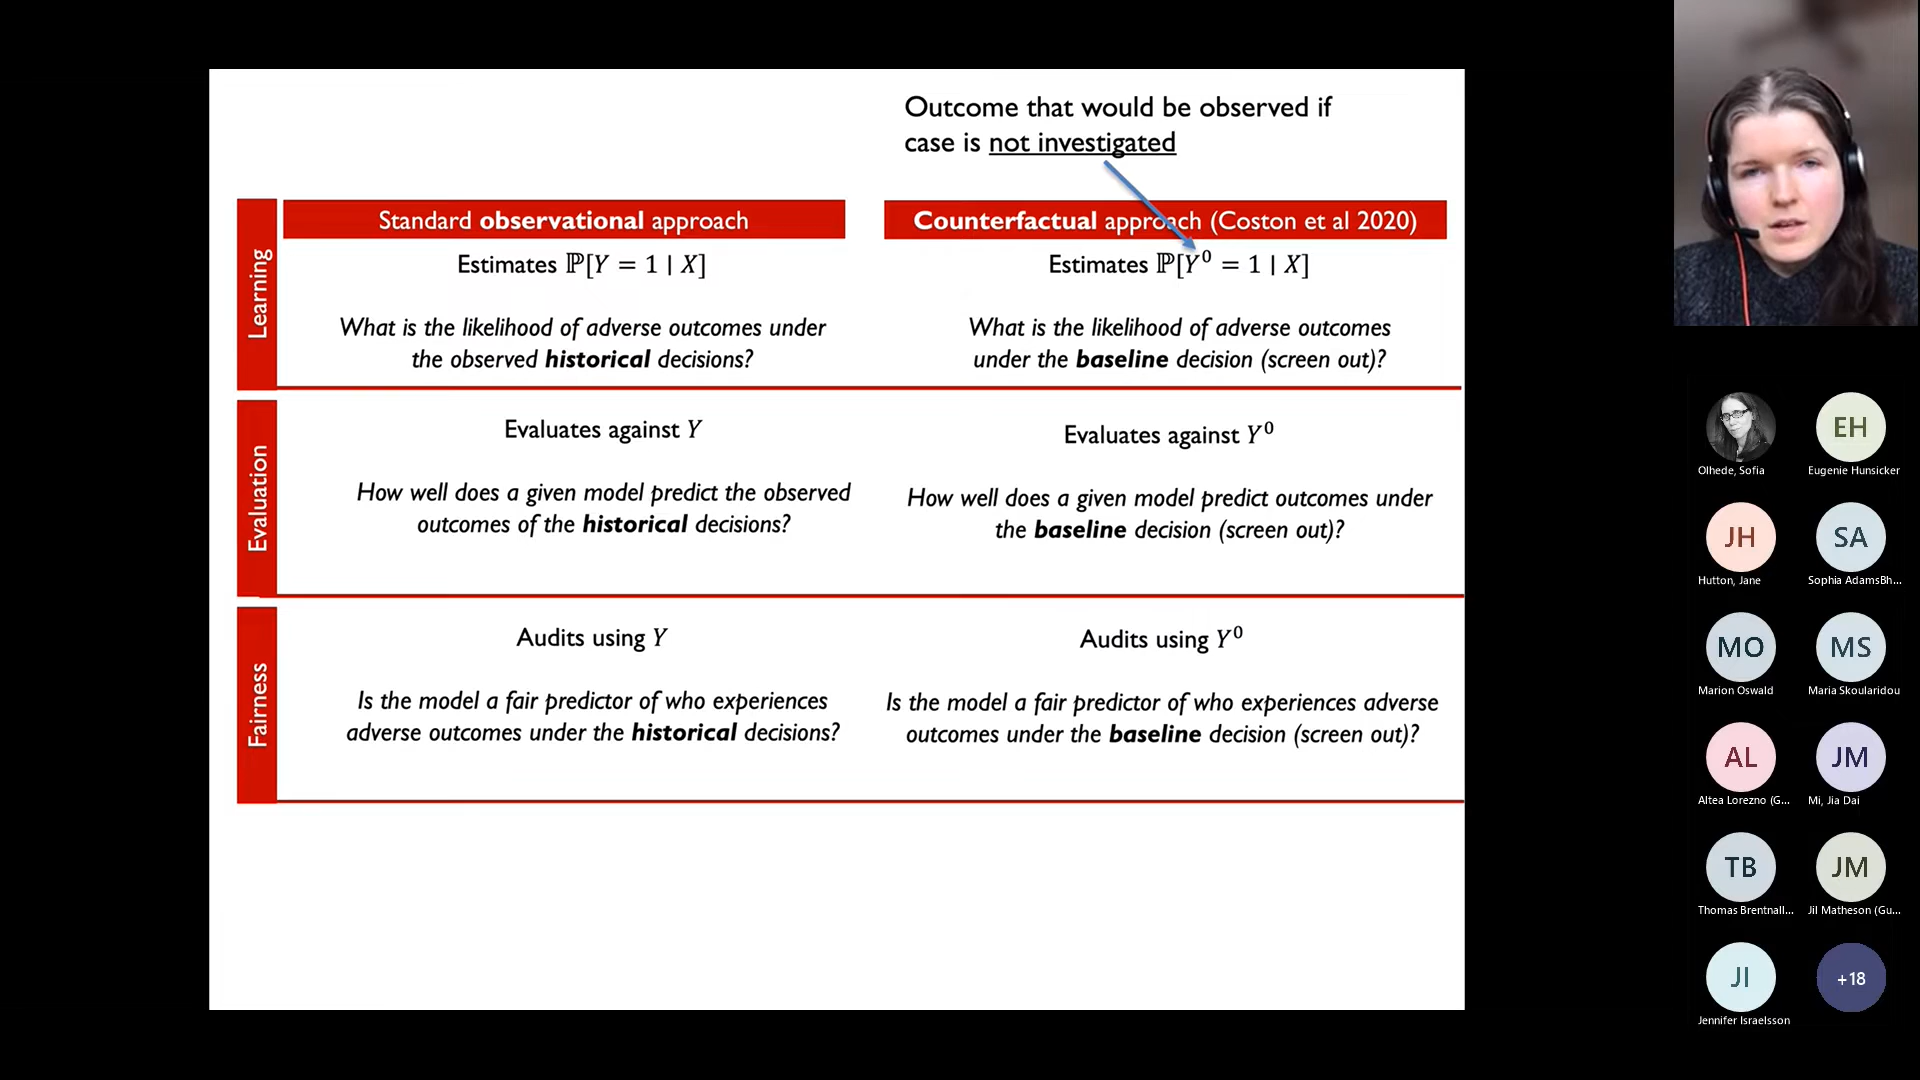 Outcome that would be observed if
case is not investigated
Standard observational approach
Counterfactual approach (Coston et al 2020)
Learning
Estimates ℙ[Y = 1 | X]
What is the likelihood of adverse outcomes under
the observed historical decisions?
Estimates ℙ[Y⁰ = 1 | X]
What is the likelihood of adverse outcomes
under the baseline decision (screen out)?
Evaluation
Evaluates against Y
How well does a given model predict the observed
outcomes of the historical decisions?
Evaluates against Y⁰
How well does a given model predict outcomes under
the baseline decision (screen out)?
Fairness
Audits using Y
Is the model a fair predictor of who experiences
adverse outcomes under the historical decisions?
Audits using Y⁰
Is the model a fair predictor of who experiences adverse
outcomes under the baseline decision (screen out)?
Olhede, Sofia
EH
Eugenie Hunsicker
JH
Hutton, Jane
SA
Sophia AdamsBh...
MO
Marion Oswald
MS
Maria Skoularidou
AL
Altea Lorezno (G...
JM
Mi, Jia Dai
TB
Thomas Brentnall...
JM
Jil Matheson (Gu...
JI
Jennifer Israelsson
+18